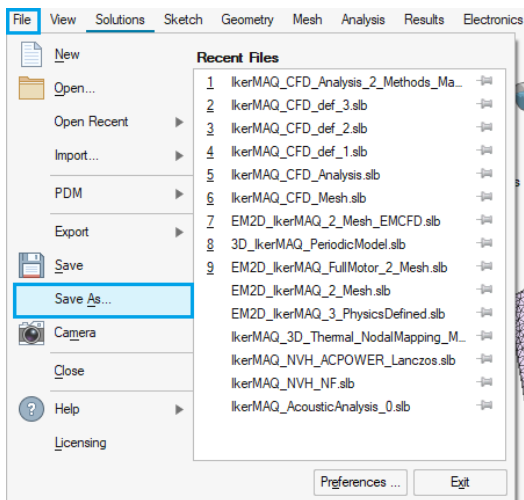 File View Solutions Sketch Geometry Mesh Analysis Results Electronics
New
Open...
Open Recent
Import...
PDM
Export
Save
Save As...
Camera
Close
Help
Licensing
Recent Files
1 IkerMAQ_CFD_Analysis_2_Methods_Ma...
2 IkerMAQ_CFD_def_3.slb
3 IkerMAQ_CFD_def_2.slb
4 IkerMAQ_CFD_def_1.slb
5 IkerMAQ_CFD_Analysis.slb
6 IkerMAQ_CFD_Mesh.slb
7 EM2D_IkerMAQ_2_Mesh_EMCFD.slb
8 3D_IkerMAQ_PeriodicModel.slb
9 EM2D_IkerMAQ_FullMotor_2_Mesh.slb
EM2D_IkerMAQ_2_Mesh.slb
EM2D_IkerMAQ_3_PhysicsDefined.slb
IkerMAQ_3D_Thermal_NodalMapping_M...
IkerMAQ_NVH_ACPOWER_Lanczos.slb
IkerMAQ_NVH_NF.slb
IkerMAQ_AcousticAnalysis_0.slb
Preferences ... Exit